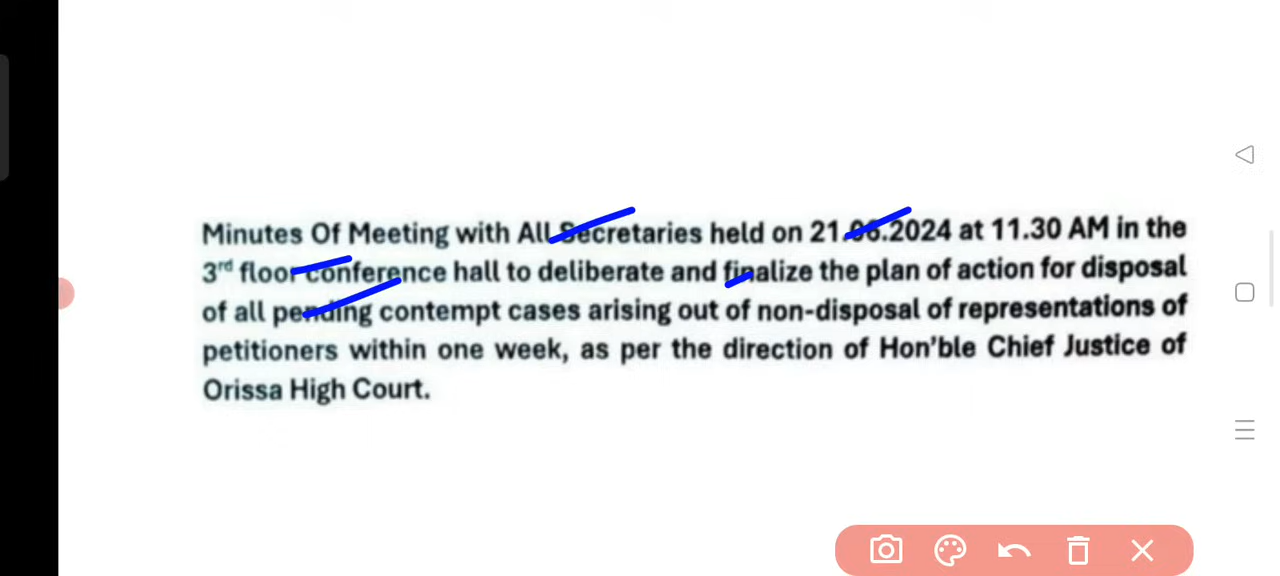 Minutes Of Meeting with All Secretaries held on 21.06.2024 at 11.30 AM in the
3rd floor conference hall to deliberate and finalize the plan of action for disposal
of all pending contempt cases arising out of non-disposal of representations of
petitioners within one week, as per the direction of Hon'ble Chief Justice of
Orissa High Court.